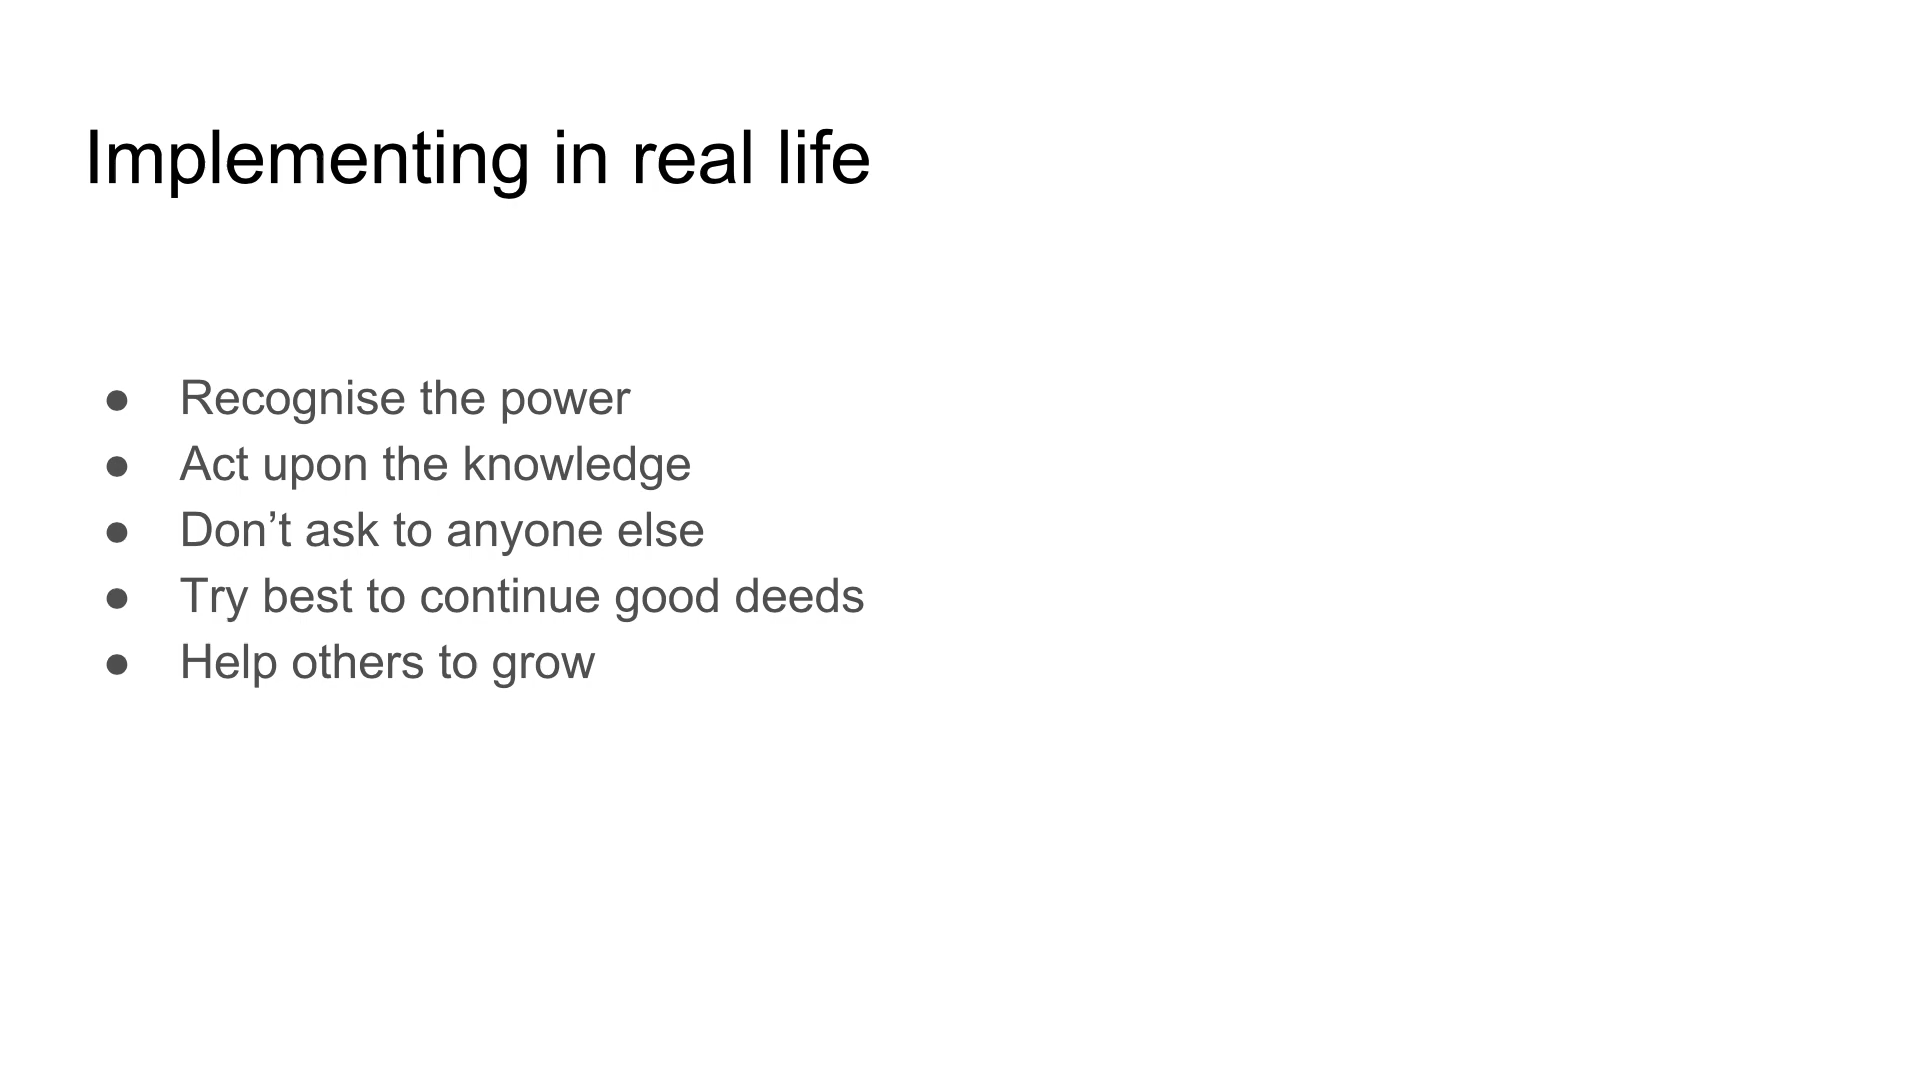 Implementing in real life
● Recognise the power
● Act upon the knowledge
● Don’t ask to anyone else
● Try best to continue good deeds
● Help others to grow